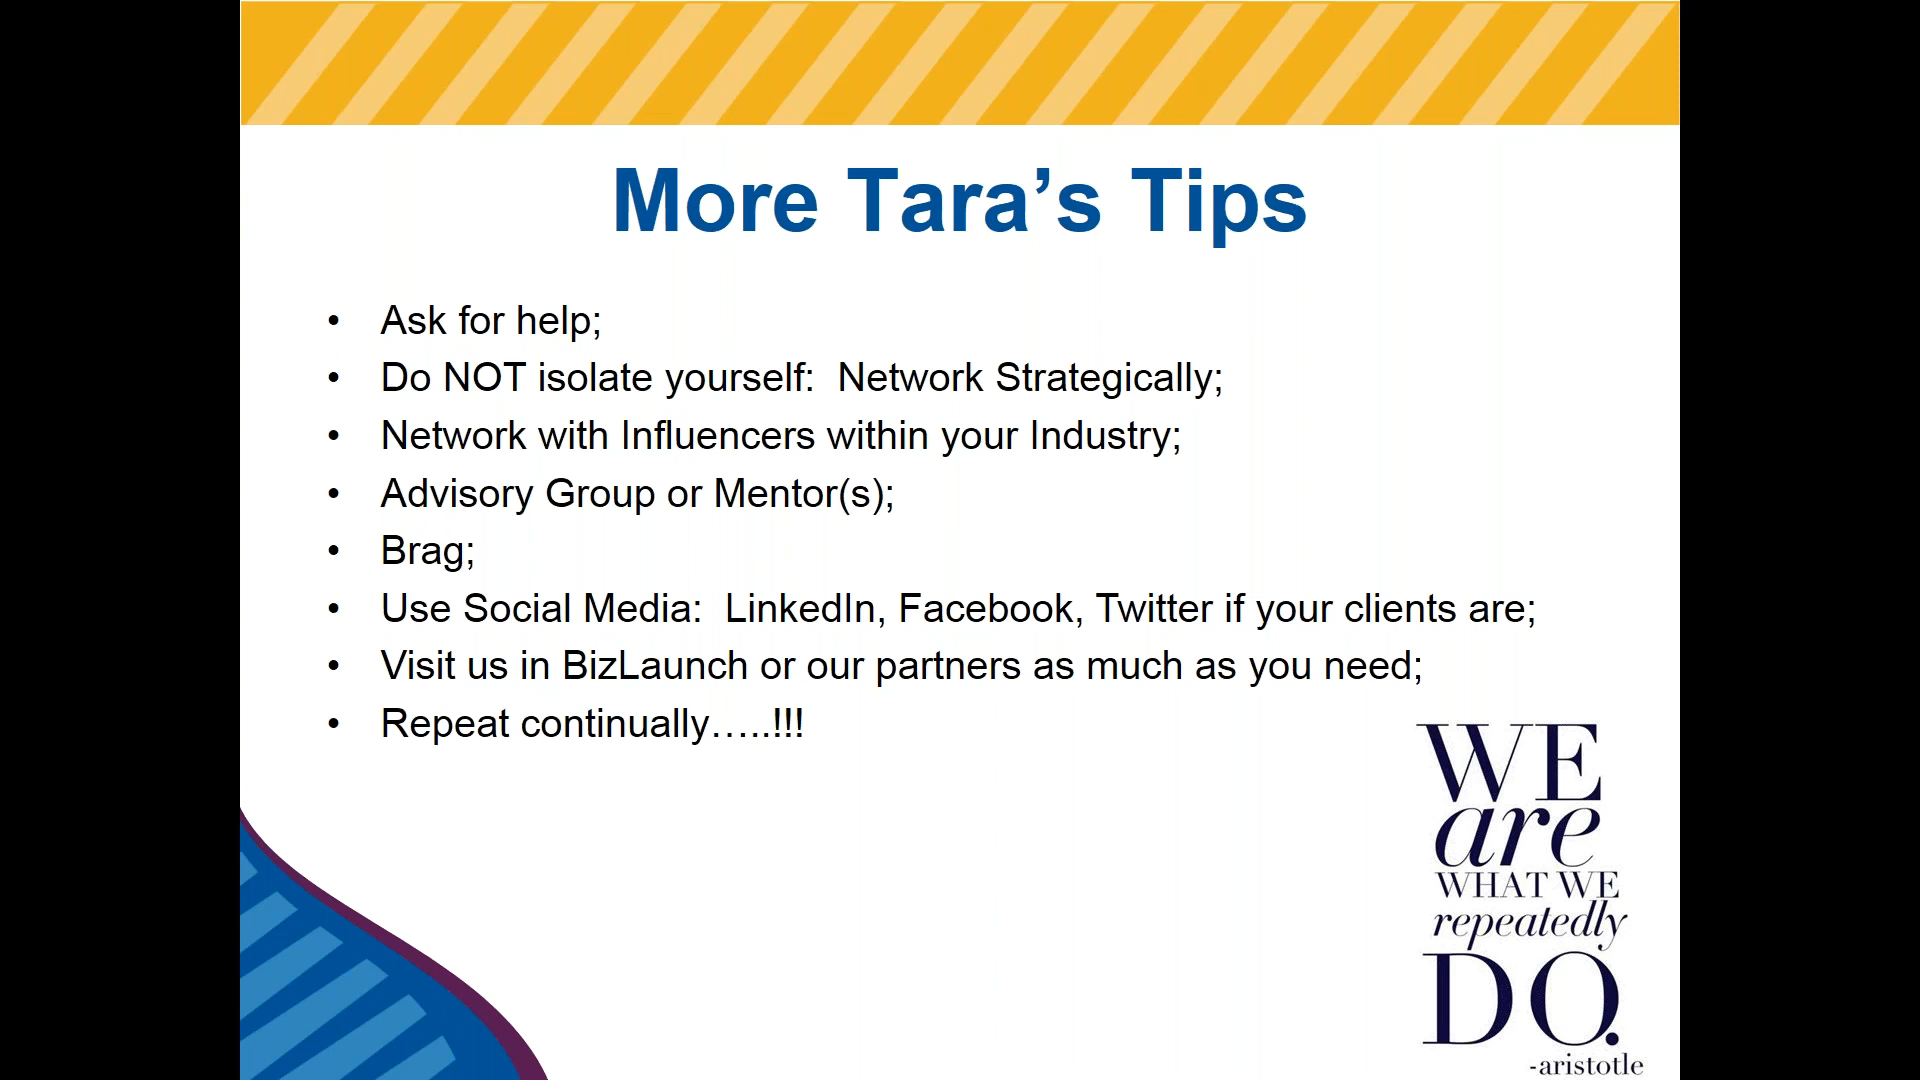 More Tara’s Tips
• Ask for help;
• Do NOT isolate yourself:  Network Strategically;
• Network with Influencers within your Industry;
• Advisory Group or Mentor(s);
• Brag;
• Use Social Media:  LinkedIn, Facebook, Twitter if your clients are;
• Visit us in BizLaunch or our partners as much as you need;
• Repeat continually…..!!!
WE
are
WHAT WE
repeatedly
DO.
-aristotle